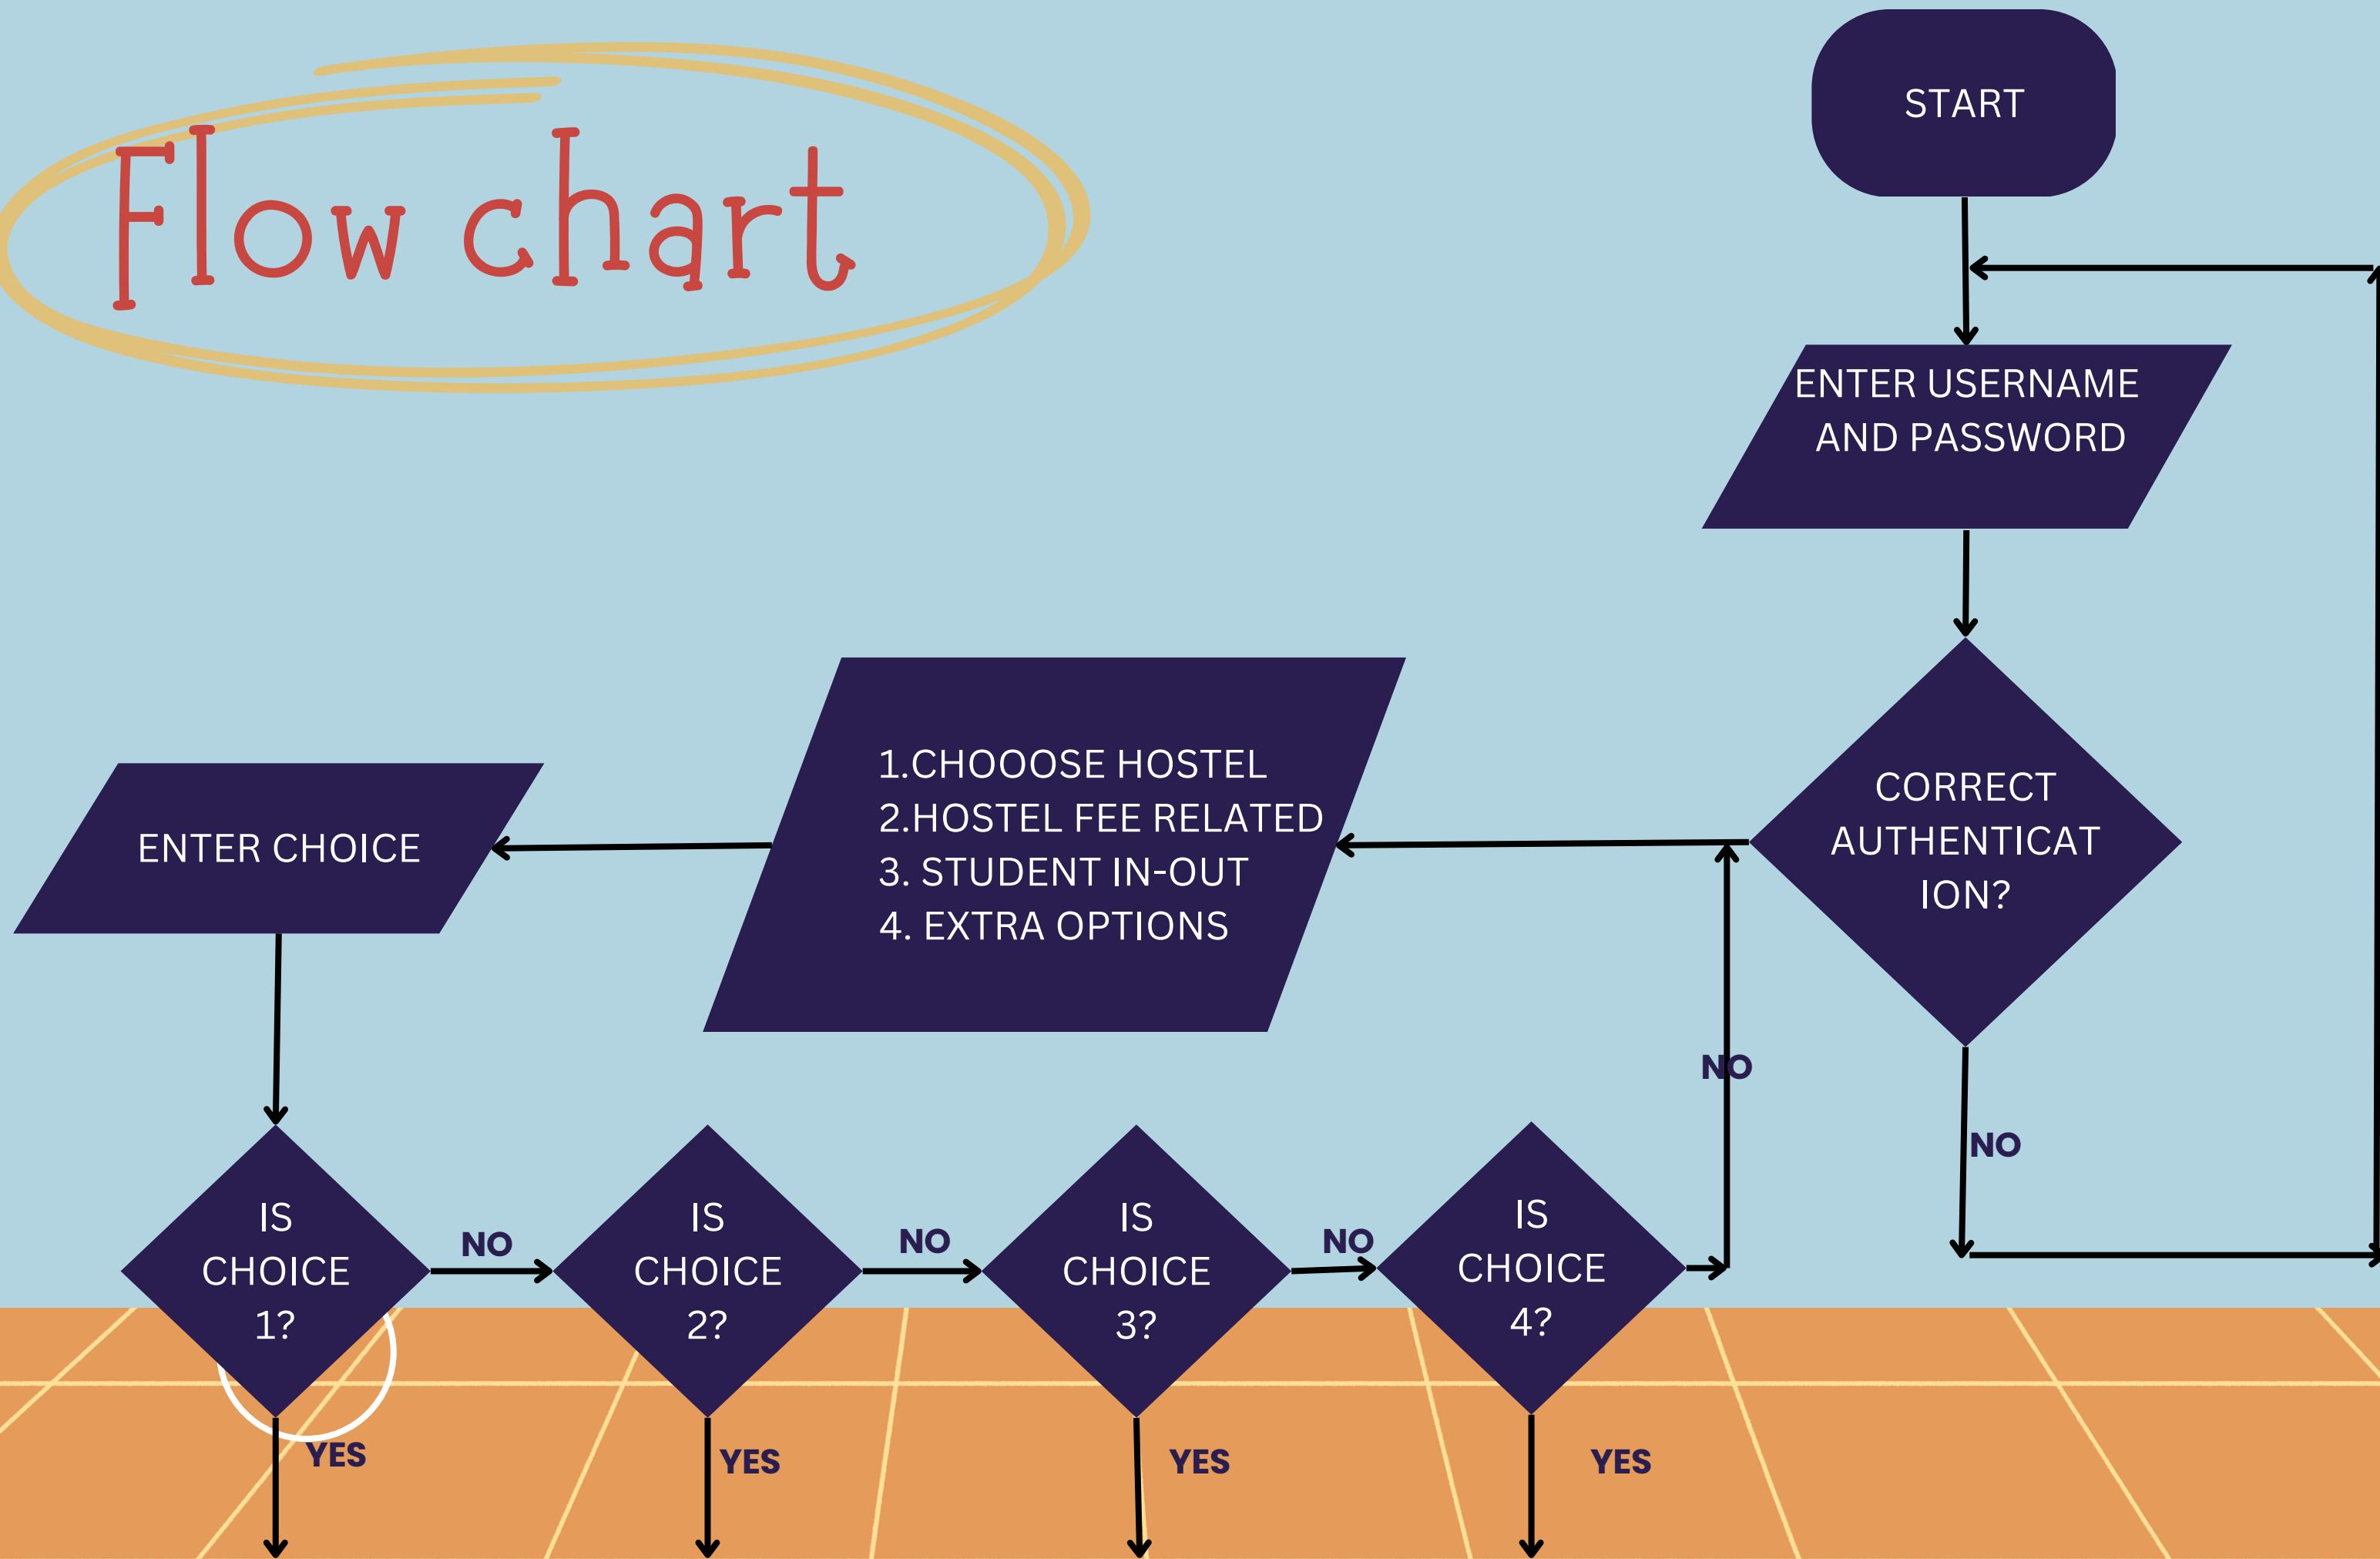 Flow chart
START
ENTER USERNAME
AND PASSWORD
CORRECT
AUTHENTICAT
ION?
1.CHOOOSE HOSTEL
2.HOSTEL FEE RELATED
3. STUDENT IN-OUT
4. EXTRA OPTIONS
ENTER CHOICE
NO
NO
IS
CHOICE
1?
NO
IS
CHOICE
2?
NO
IS
CHOICE
3?
NO
IS
CHOICE
4?
YES
YES
YES
YES